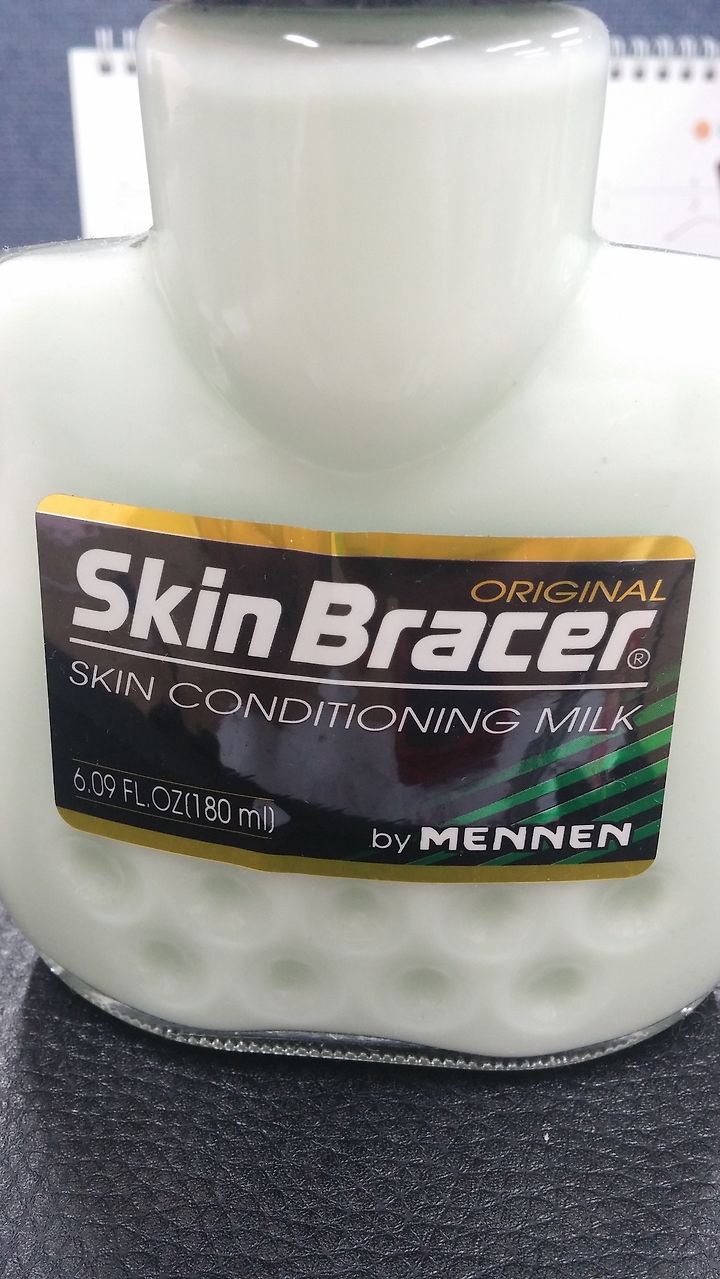 ORIGINAL
Skin Bracer®
SKIN CONDITIONING MILK
6.09 FL.OZ(180 ml)
by MENNEN